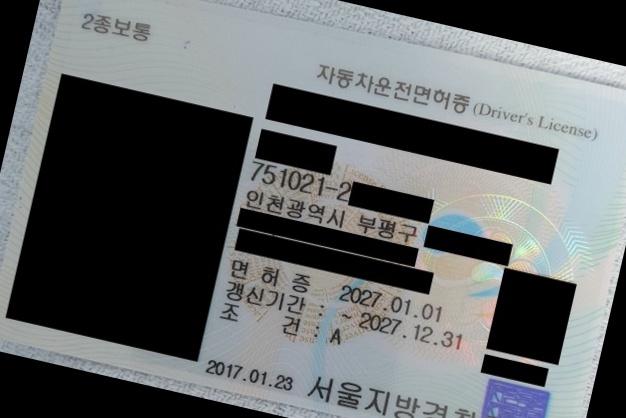 2종보통
자동차운전면허증 (Driver's License)
751021-2
인천광역시 부평구
면 허 증 2027.01.01
갱신기간 : ~ 2027.12.31
조 건 : A
2017.01.23 서울지방경찰